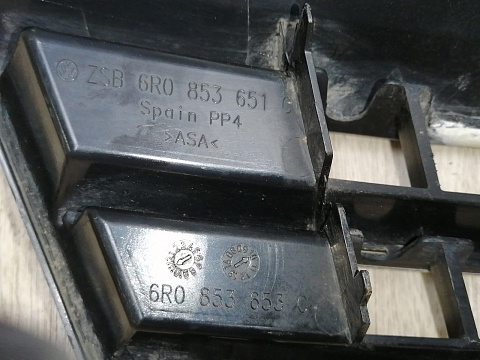 ZSB 6R0 853 651 C
Spain PP4
>ASA<
6R0 853 653 C